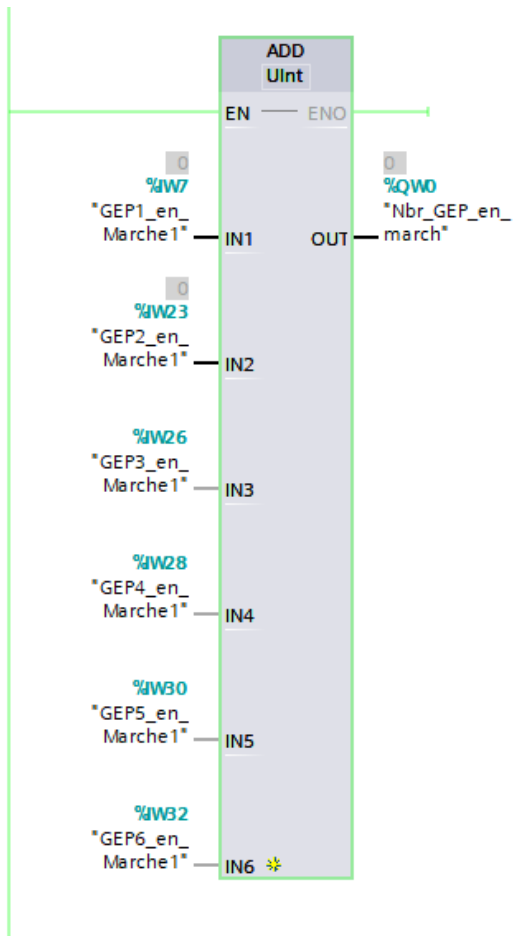 ADD
UInt
EN
ENO
0
%IW7
"GEP1_en_
Marche1"
IN1
0
%QW0
"Nbr_GEP_en_
march"
OUT
0
%IW23
"GEP2_en_
Marche1"
IN2
%IW26
"GEP3_en_
Marche1"
IN3
%IW28
"GEP4_en_
Marche1"
IN4
%IW30
"GEP5_en_
Marche1"
IN5
%IW32
"GEP6_en_
Marche1"
IN6